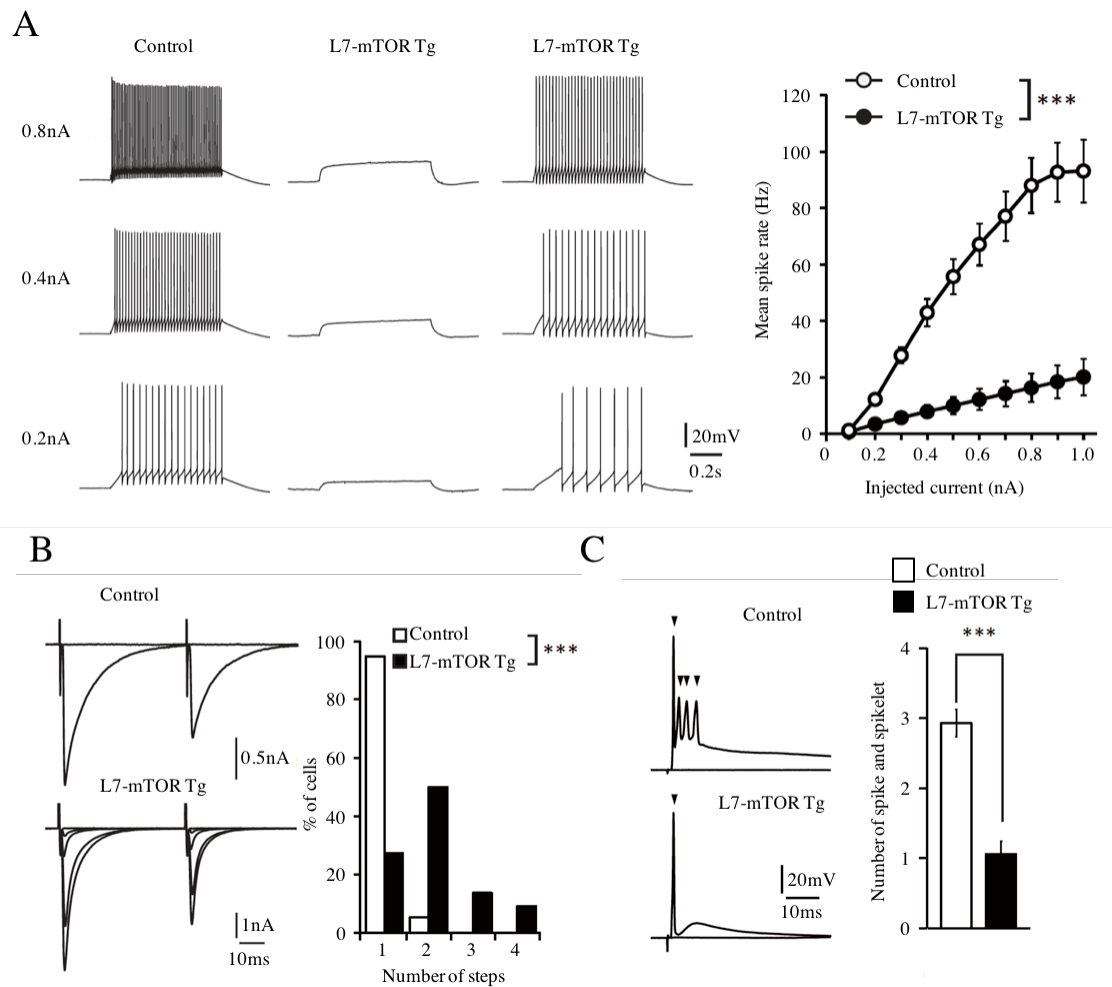 A
Control
L7-mTOR Tg
L7-mTOR Tg
0.8nA
0.4nA
0.2nA
20mV
0.2s
Control
L7-mTOR Tg
***
Mean spike rate (Hz)
120
100
80
60
40
20
0
0 0.2 0.4 0.6 0.8 1.0
Injected current (nA)
B
Control
0.5nA
L7-mTOR Tg
1nA
10ms
Control
L7-mTOR Tg
***
% of cells
100
80
60
40
20
0
1 2 3 4
Number of steps
C
Control
L7-mTOR Tg
20mV
10ms
Control
L7-mTOR Tg
***
Number of spike and spikelet
4
3
2
1
0